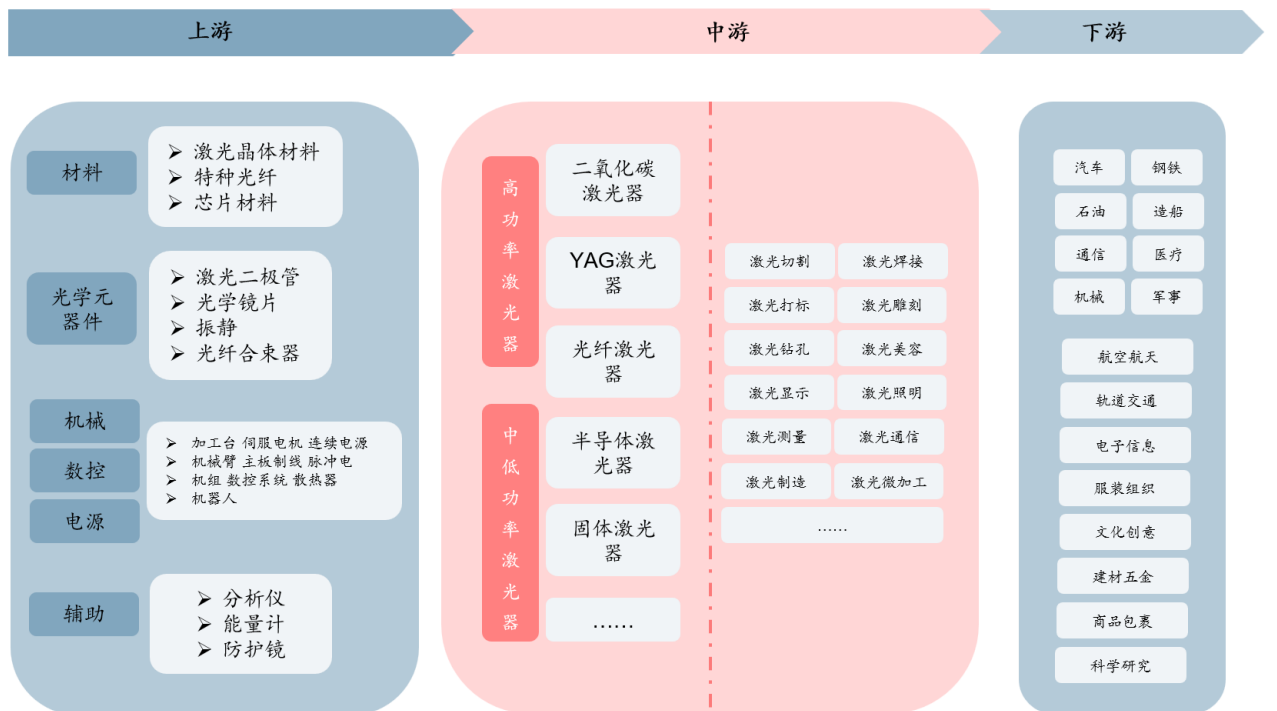 上游
中游
下游
材料
➢ 激光晶体材料
➢ 特种光纤
➢ 芯片材料
光学元
器件
➢ 激光二极管
➢ 光学镜片
➢ 振静
➢ 光纤合束器
机械
数控
电源
➢ 加工台 伺服电机 连续电源
➢ 机械臂 主板制线 脉冲电
➢ 机组 数控系统 散热器
➢ 机器人
辅助
➢ 分析仪
➢ 能量计
➢ 防护镜
高功率激光器
二氧化碳
激光器
YAG激光
器
光纤激光
器
中低功率激光器
半导体激
光器
固体激光
器
……
激光切割 激光焊接
激光打标 激光雕刻
激光钻孔 激光美容
激光显示 激光照明
激光测量 激光通信
激光制造 激光微加工
……
汽车 钢铁
石油 造船
通信 医疗
机械 军事
航空航天
轨道交通
电子信息
服装组织
文化创意
建材五金
商品包裹
科学研究